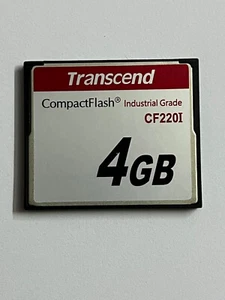 Transcend
CompactFlash® Industrial Grade
CF220I
4GB